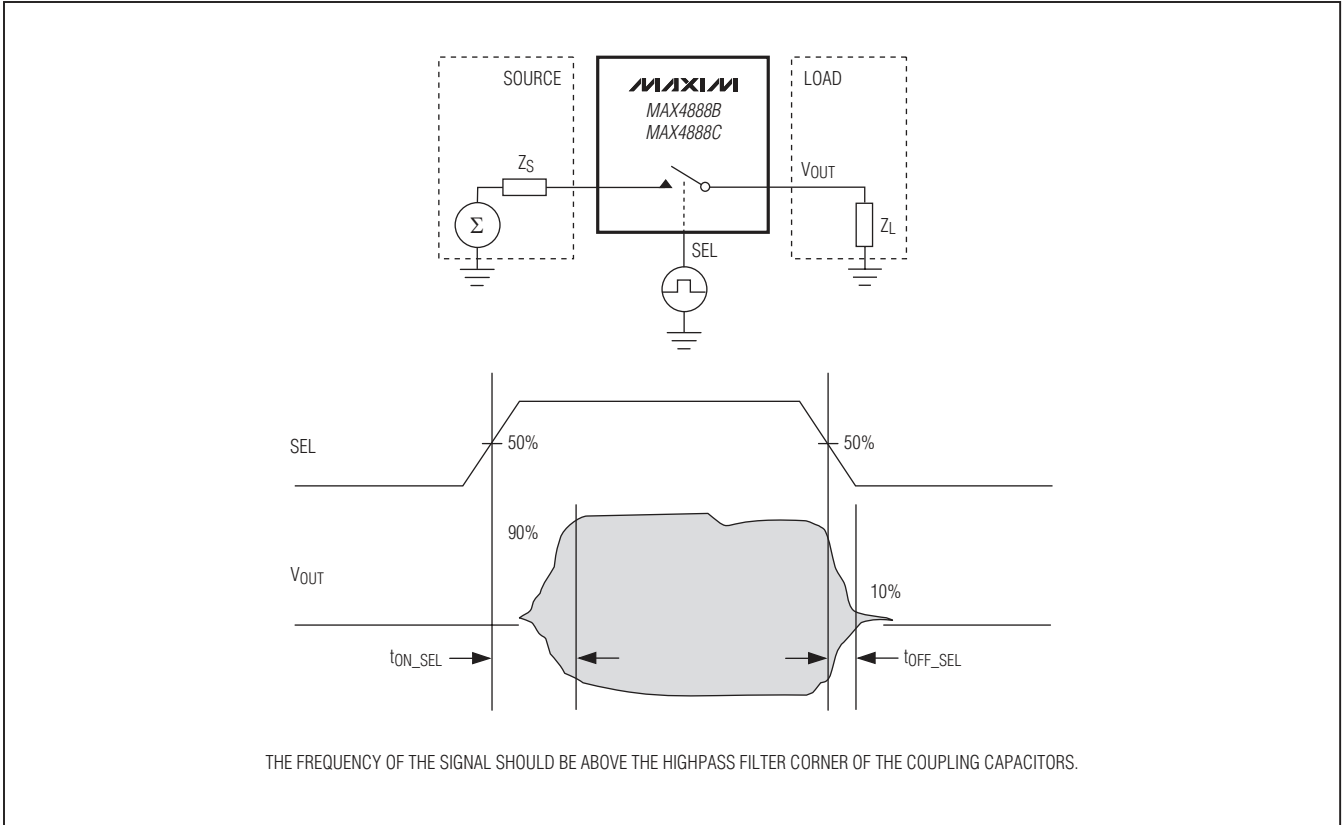 SOURCE
MAXIM
LOAD
MAX4888B
MAX4888C
ZS
VOUT
Σ
ZL
SEL
SEL
50%
50%
90%
VOUT
10%
tON_SEL
tOFF_SEL
THE FREQUENCY OF THE SIGNAL SHOULD BE ABOVE THE HIGHPASS FILTER CORNER OF THE COUPLING CAPACITORS.